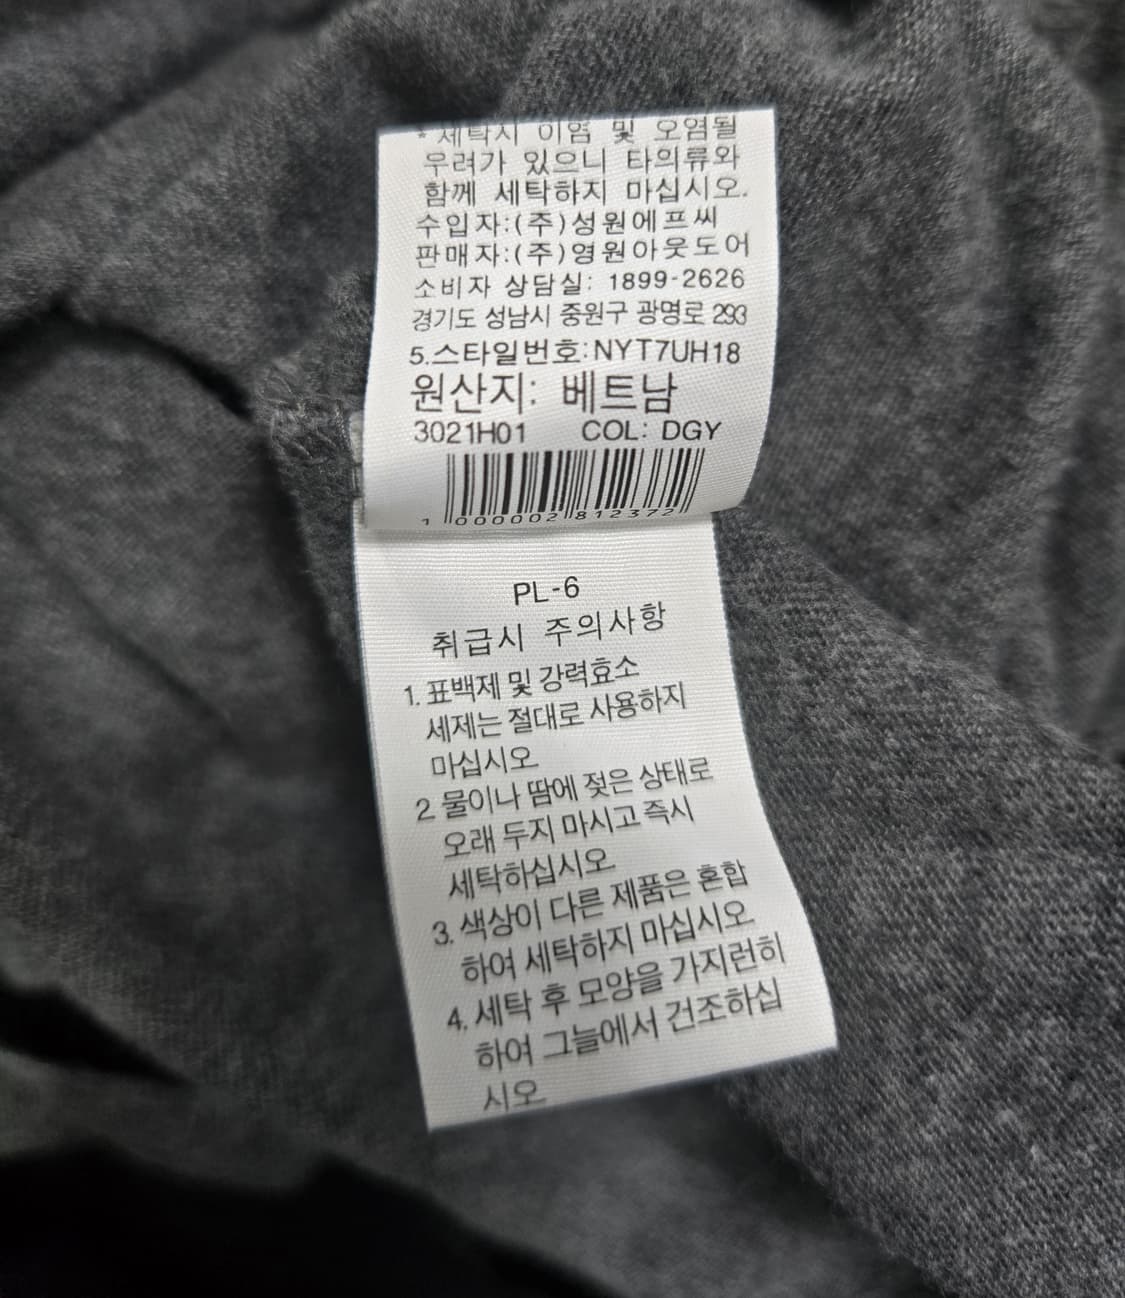 * 세탁시 이염 및 오염될
우려가 있으니 타의류와
함께 세탁하지 마십시오.
수입자:(주)성원에프씨
판매자:(주)영원아웃도어
소비자 상담실: 1899-2626
경기도 성남시 중원구 광명로 293
5.스타일번호:NYT7UH18
원산지: 베트남
3021H01 COL: DGY
1 000002 812372
PL-6
취급시 주의사항
1. 표백제 및 강력효소
세제는 절대로 사용하지
마십시오
2. 물이나 땀에 젖은 상태로
오래 두지 마시고 즉시
세탁하십시오
3. 색상이 다른 제품은 혼합
하여 세탁하지 마십시오
4. 세탁 후 모양을 가지런히
하여 그늘에서 건조하십
시오